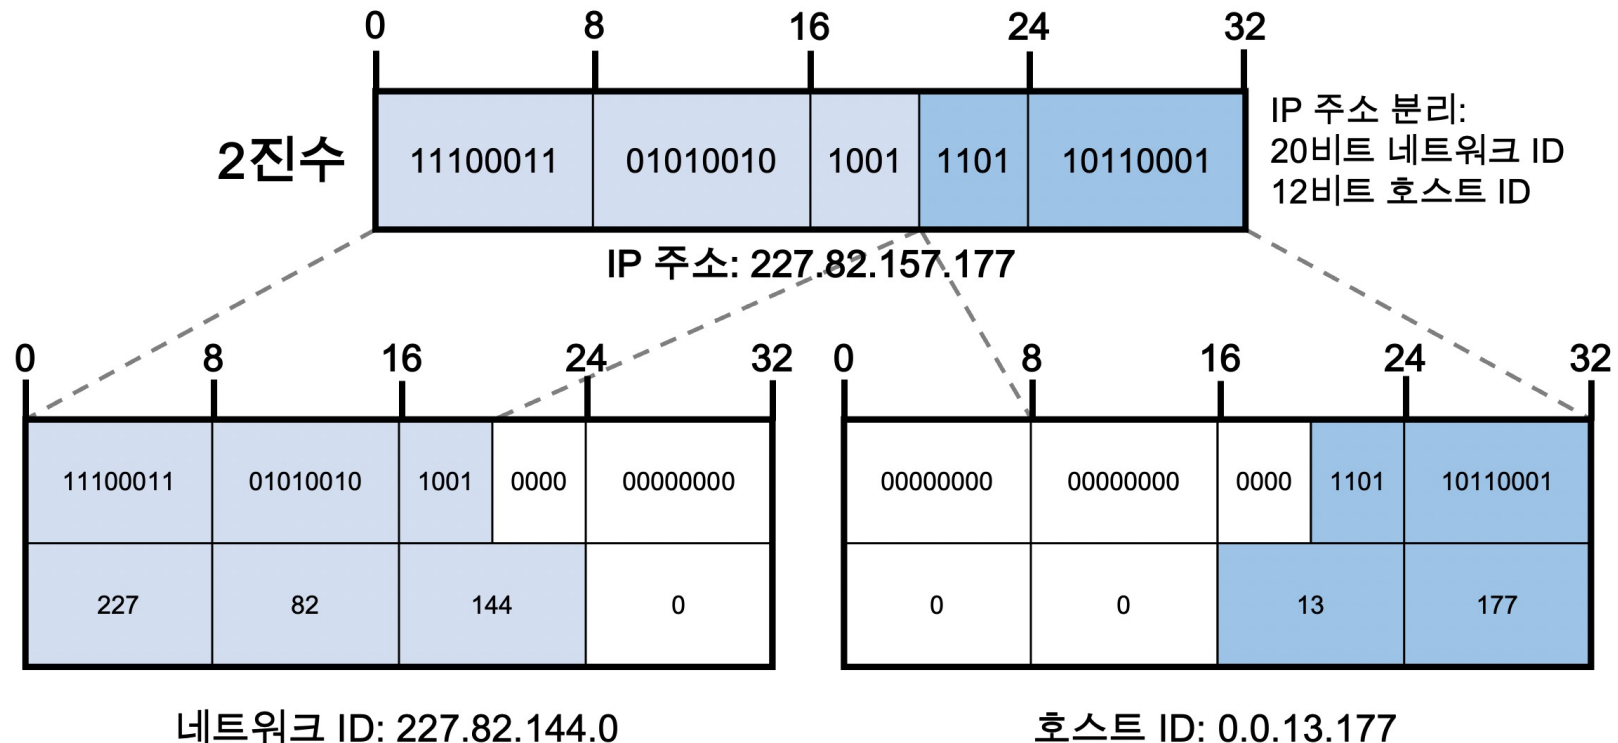 0 8 16 24 32
2진수 11100011 01010010 1001 1101 10110001
IP 주소 분리:
20비트 네트워크 ID
12비트 호스트 ID
IP 주소: 227.82.157.177
0 8 16 24 32
11100011 01010010 1001 0000 00000000
227 82 144 0
네트워크 ID: 227.82.144.0
0 8 16 24 32
00000000 00000000 0000 1101 10110001
0 0 13 177
호스트 ID: 0.0.13.177